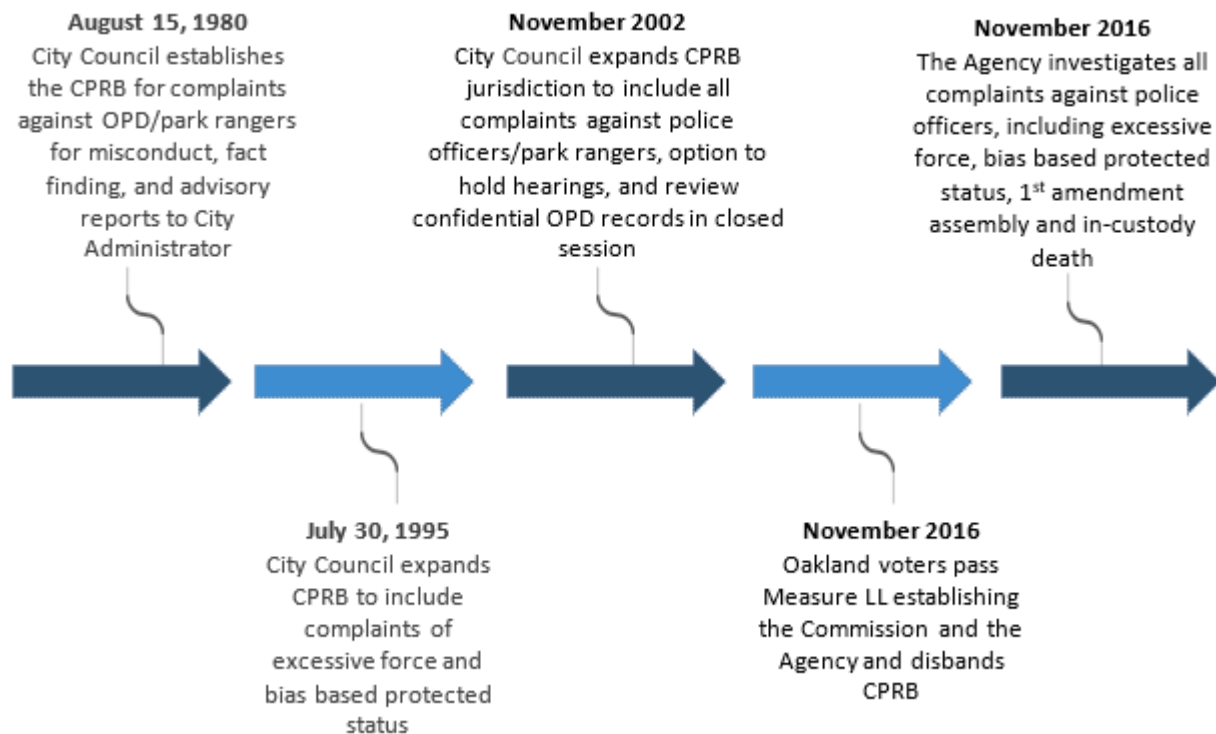 August 15, 1980
City Council establishes
the CPRB for complaints
against OPD/park rangers
for misconduct, fact
finding, and advisory
reports to City
Administrator
July 30, 1995
City Council expands
CPRB to include
complaints of
excessive force and
bias based protected
status
November 2002
City Council expands CPRB
jurisdiction to include all
complaints against police
officers/park rangers, option to
hold hearings, and review
confidential OPD records in closed
session
November 2016
Oakland voters pass
Measure LL establishing
the Commission and the
Agency and disbands
CPRB
November 2016
The Agency investigates all
complaints against police
officers, including excessive
force, bias based protected
status, 1st amendment
assembly and in-custody
death